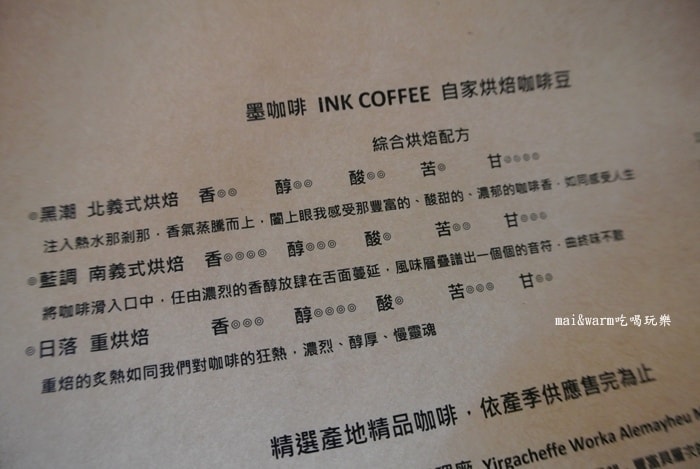 墨咖啡 INK COFFEE 自家烘焙咖啡豆
綜合烘焙配方
◎黑潮 北義式烘焙 香◎◎ 醇◎◎ 酸◎◎ 苦◎ 甘◎◎◎◎
注入熱水那剎那，香氣蒸騰而上，闔上眼我感受那豐富的、酸甜的、濃郁的咖啡香，如同感受人生
◎藍調 南義式烘焙 香◎◎◎◎ 醇◎◎◎ 酸◎ 苦◎◎ 甘◎◎◎
將咖啡滑入口中，任由濃烈的香醇放肆在舌面蔓延，風味層疊譜出一個個的音符，曲終味不散
◎日落 重烘焙 香◎◎◎ 醇◎◎◎◎ 酸◎ 苦◎◎◎ 甘◎◎
重焙的炙熱如同我們對咖啡的狂熱，濃烈、醇厚、慢靈魂
mai&warm吃喝玩樂
精選產地精品咖啡，依產季供應售完為止
Yirgacheffe Worka Alemayheu